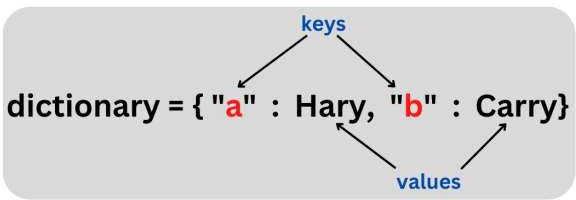 keys
dictionary = { "a" : Hary, "b" : Carry}
values